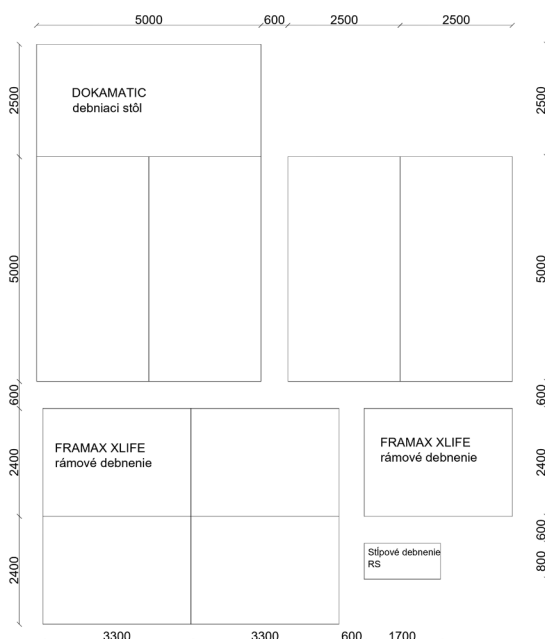 5000
600
2500
2500
2500
DOKAMATIC
debniaci stôl
2500
5000
5000
600
600
2400
FRAMAX XLIFE
rámové debnenie
FRAMAX XLIFE
rámové debnenie
2400
600
Stĺpové debnenie
RS
800
2400
3300
3300
600
1700